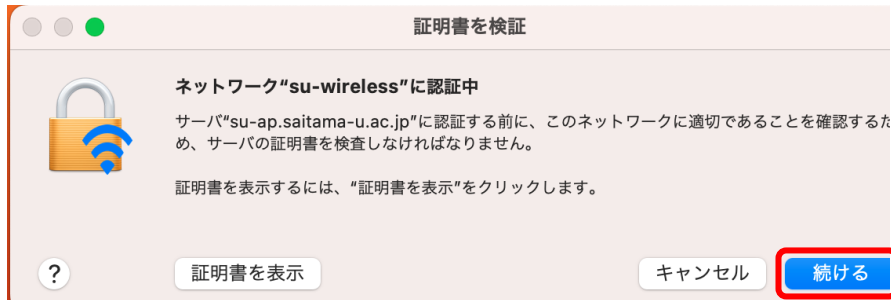 証明書を検証
ネットワーク“su-wireless”に認証中
サーバ“su-ap.saitama-u.ac.jp”に認証する前に、このネットワークに適切であることを確認するた
め、サーバの証明書を検査しなければなりません。
証明書を表示するには、“証明書を表示”をクリックします。
? 証明書を表示 キャンセル 続ける